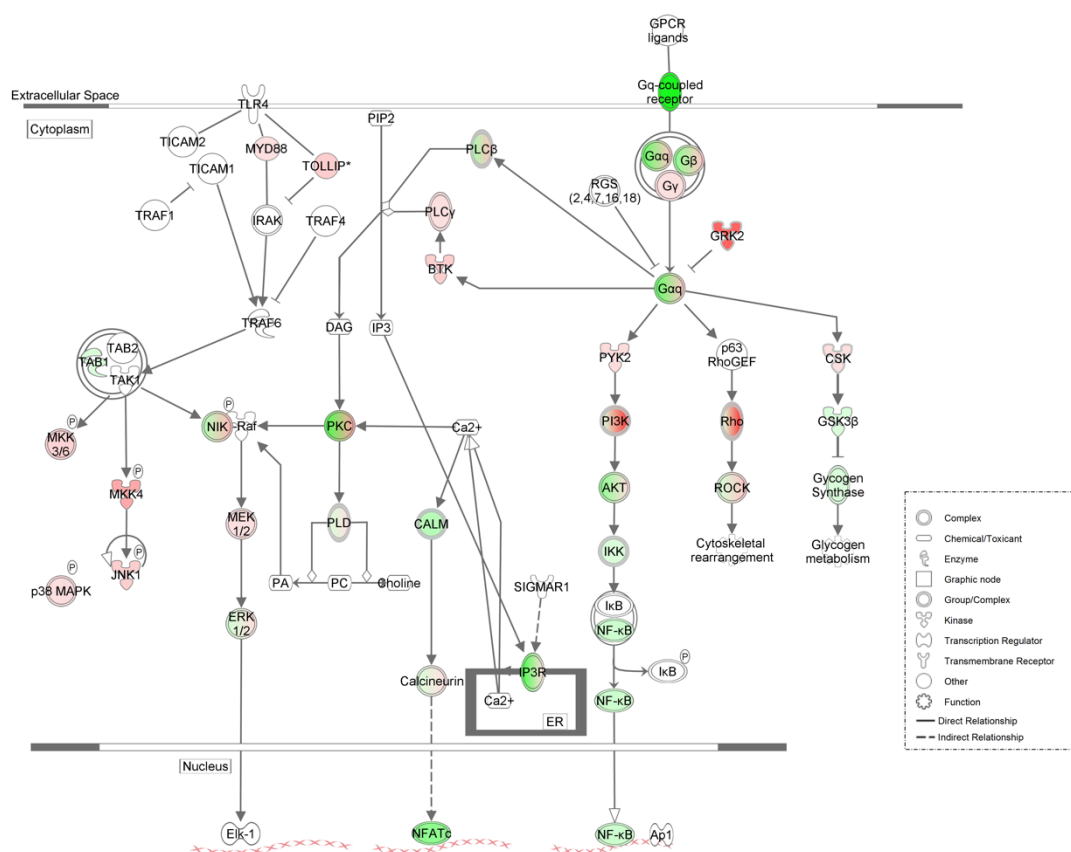 GPCR
ligands
Extracellular Space
Gq-coupled
receptor
TLR4
Cytoplasm
PIP2
TICAM2
MYD88
PLCβ
Gαq
Gβ
TICAM1
TOLLIP*
Gγ
RGS
(2,4,7,16,18)
TRAF1
IRAK
TRAF4
PLCγ
GRK2
BTK
Gαq
TRAF6
DAG
IP3
TAB2
TAB1
TAK1
p63
RhoGEF
PYK2
CSK
P
P
MKK
3/6
NIK
Raf
PKC
Ca2+
PI3K
Rho
GSK3β
P
MKK4
AKT
ROCK
Gycogen
Synthase
MEK
1/2
PLD
CALM
P
JNK1
IKK
Cytoskeletal
rearrangement
Glycogen
metabolism
P
p38 MAPK
PA
PC
Choline
SIGMAR1
IκB
NF-κB
ERK
1/2
P
IκB
Calcineurin
IP3R
Ca2+
NF-κB
ER
Nucleus
Elk-1
NFATc
NF-κB
Ap1
Complex
Chemical/Toxicant
Enzyme
Graphic node
Group/Complex
Kinase
Transcription Regulator
Transmembrane Receptor
Other
Function
Direct Relationship
Indirect Relationship